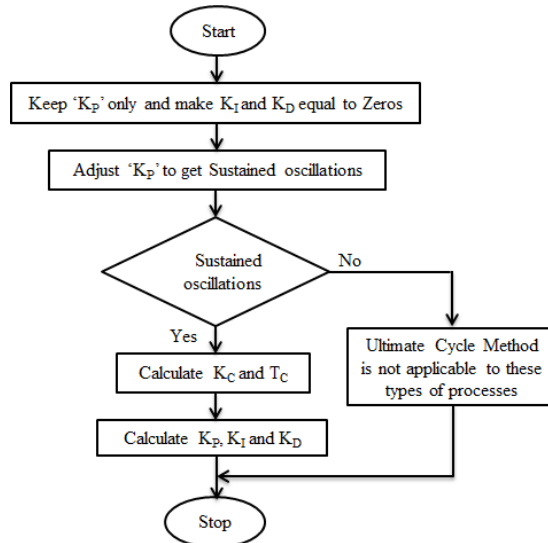 Start
Keep ‘KP’ only and make KI and KD equal to Zeros
Adjust ‘KP’ to get Sustained oscillations
Sustained
oscillations
No
Yes
Ultimate Cycle Method
is not applicable to these
types of processes
Calculate KC and TC
Calculate KP, KI and KD
Stop